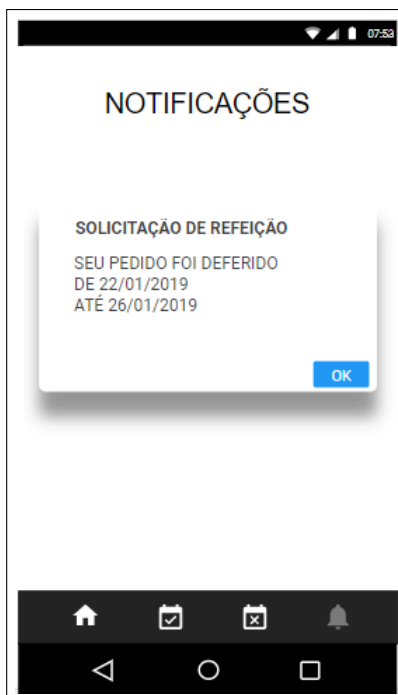 07:53
NOTIFICAÇÕES
SOLICITAÇÃO DE REFEIÇÃO
SEU PEDIDO FOI DEFERIDO
DE 22/01/2019
ATÉ 26/01/2019
OK